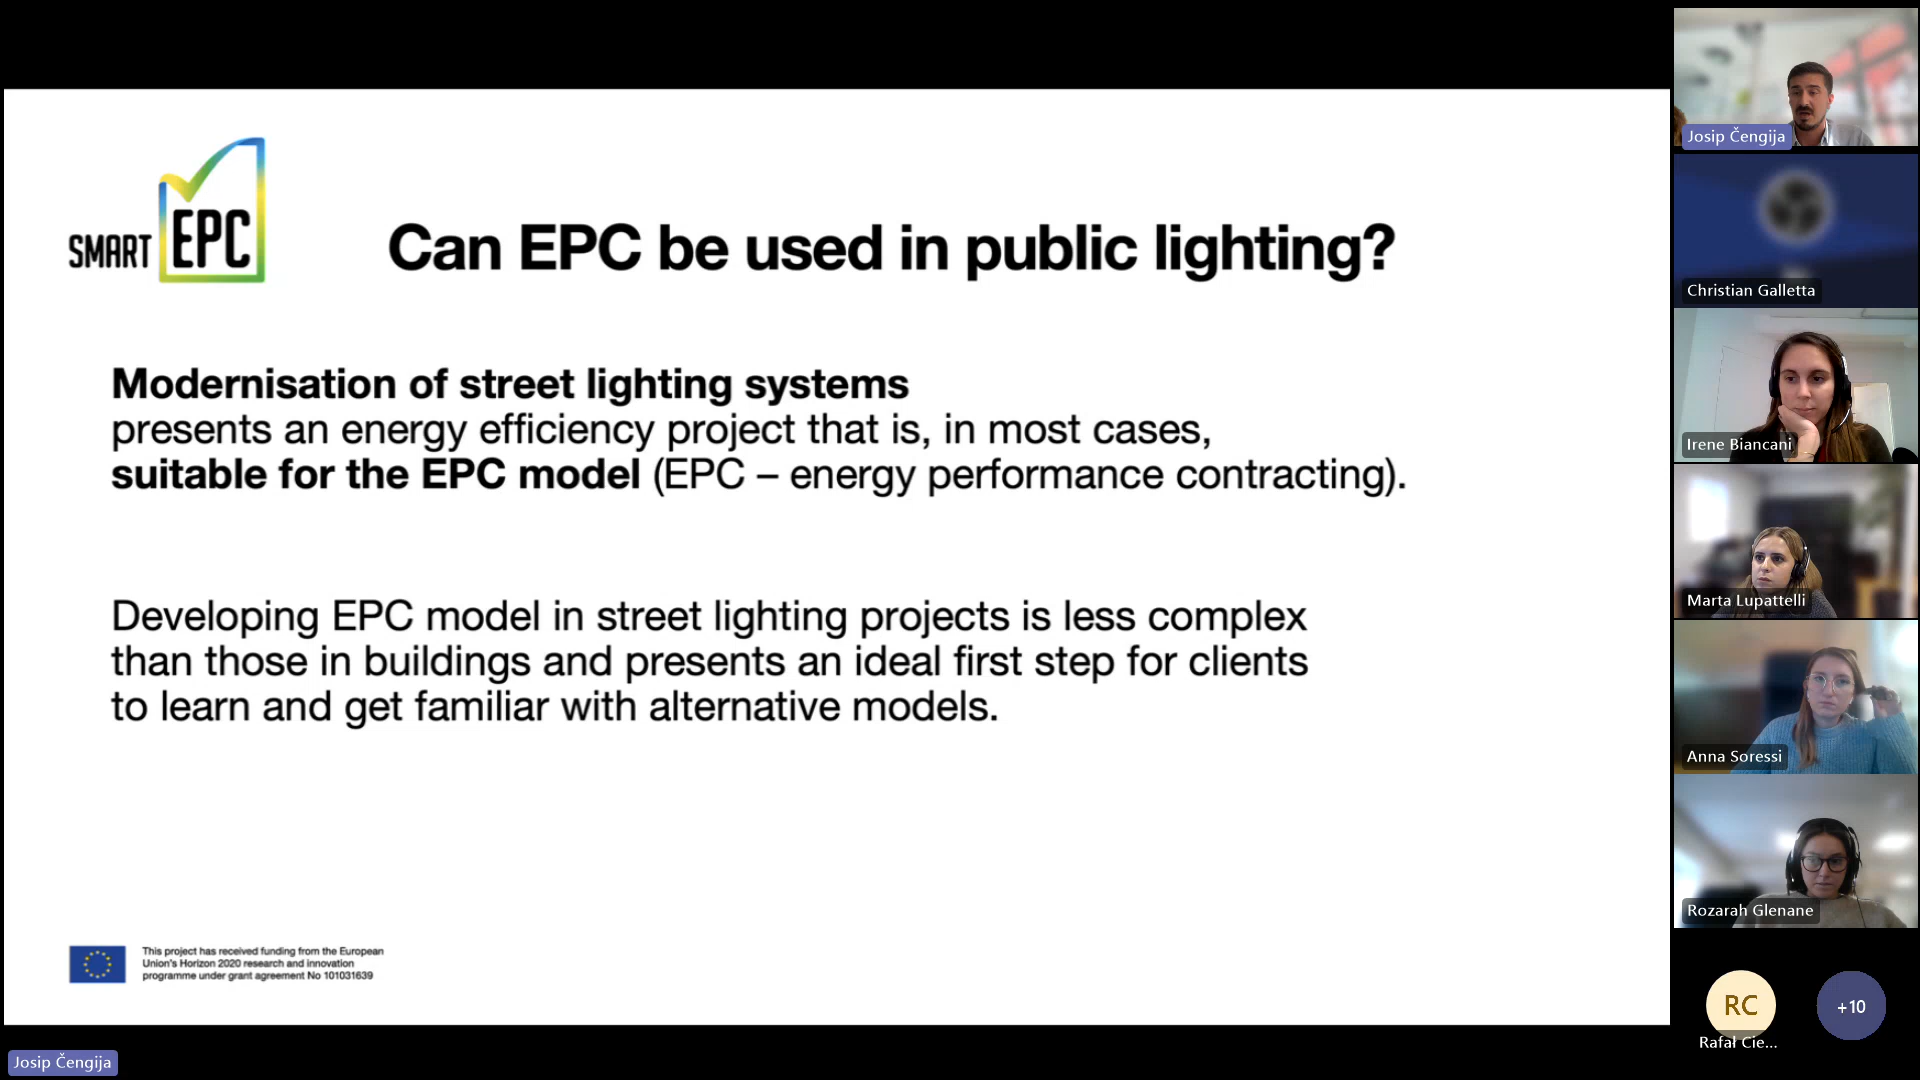 SMART EPC
Can EPC be used in public lighting?
Modernisation of street lighting systems
presents an energy efficiency project that is, in most cases,
suitable for the EPC model (EPC – energy performance contracting).
Developing EPC model in street lighting projects is less complex
than those in buildings and presents an ideal first step for clients
to learn and get familiar with alternative models.
This project has received funding from the European
Union's Horizon 2020 research and innovation
programme under grant agreement No 101031639
Josip Čengija
Josip Čengija
Christian Galletta
Irene Biancani
Marta Lupattelli
Anna Soressi
Rozarah Glenane
RC
Rafał Cie...
+10